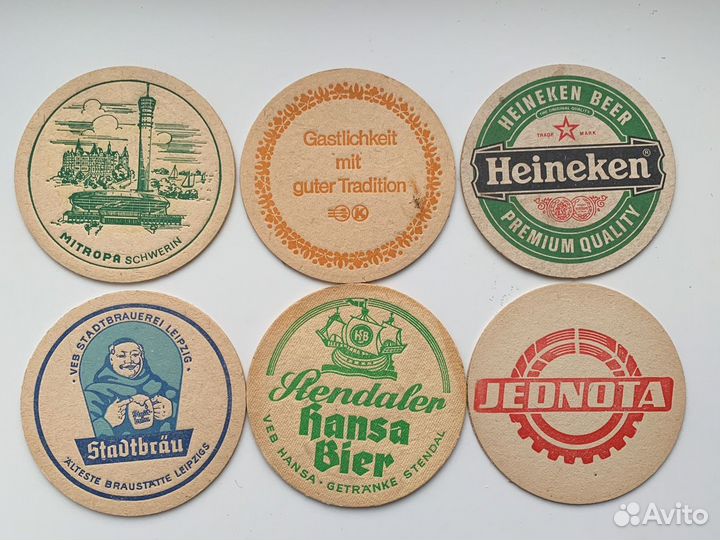 MITROPA SCHWERIN
Gastlichkeit
mit
guter Tradition
K
HEINEKEN BEER
THE ORIGINAL QUALITY
TRADE MARK
Heineken®
PREMIUM QUALITY
· VEB STADTBRAUEREI LEIPZIG ·
Stadtbräu
ÄLTESTE BRAUSTÄTTE LEIPZIGS
HSB
Stendaler
Hansa
Bier
VEB HANSA · GETRÄNKE STENDAL
JEDNOTA
Avito